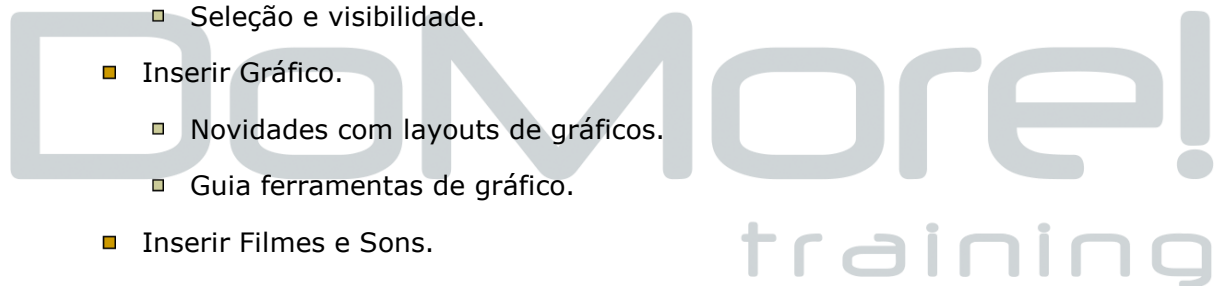 Seleção e visibilidade.
Inserir Gráfico.
Novidades com layouts de gráficos.
Guia ferramentas de gráfico.
Inserir Filmes e Sons.
DoMore!
training